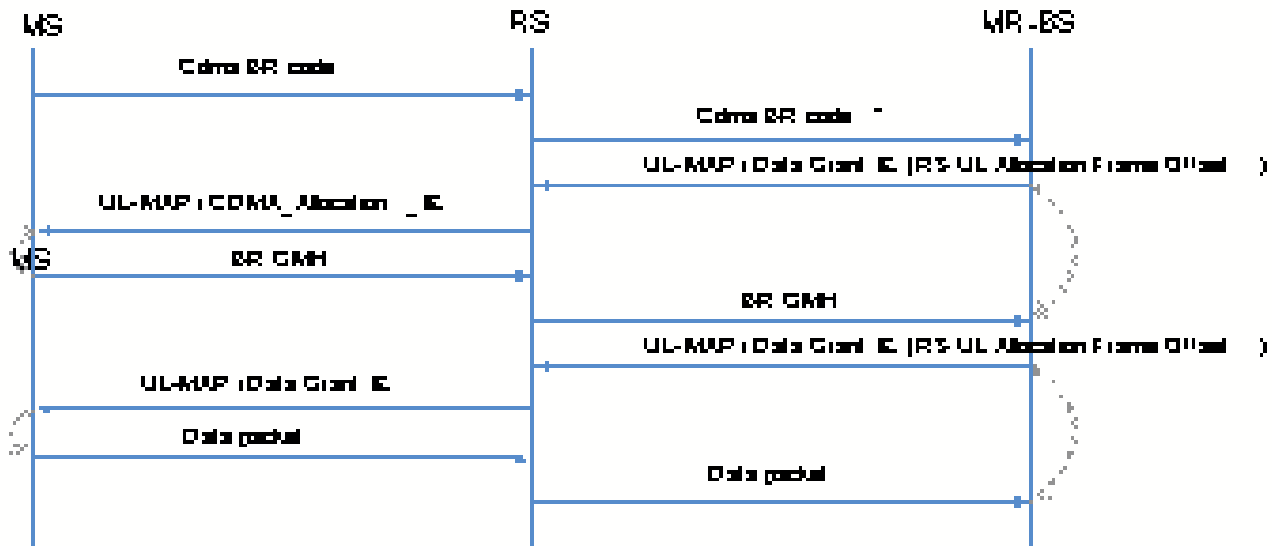 MS RS MR-BS
Cdma BR code
Cdma BR code
UL-MAP (Data Grant IE (RS UL Allocation Frame Offset )
UL-MAP (CDMA_Allocation_IE
MS
BR GMH
BR GMH
UL-MAP (Data Grant IE (RS UL Allocation Frame Offset )
UL-MAP (Data Grant IE
Data packet
Data packet